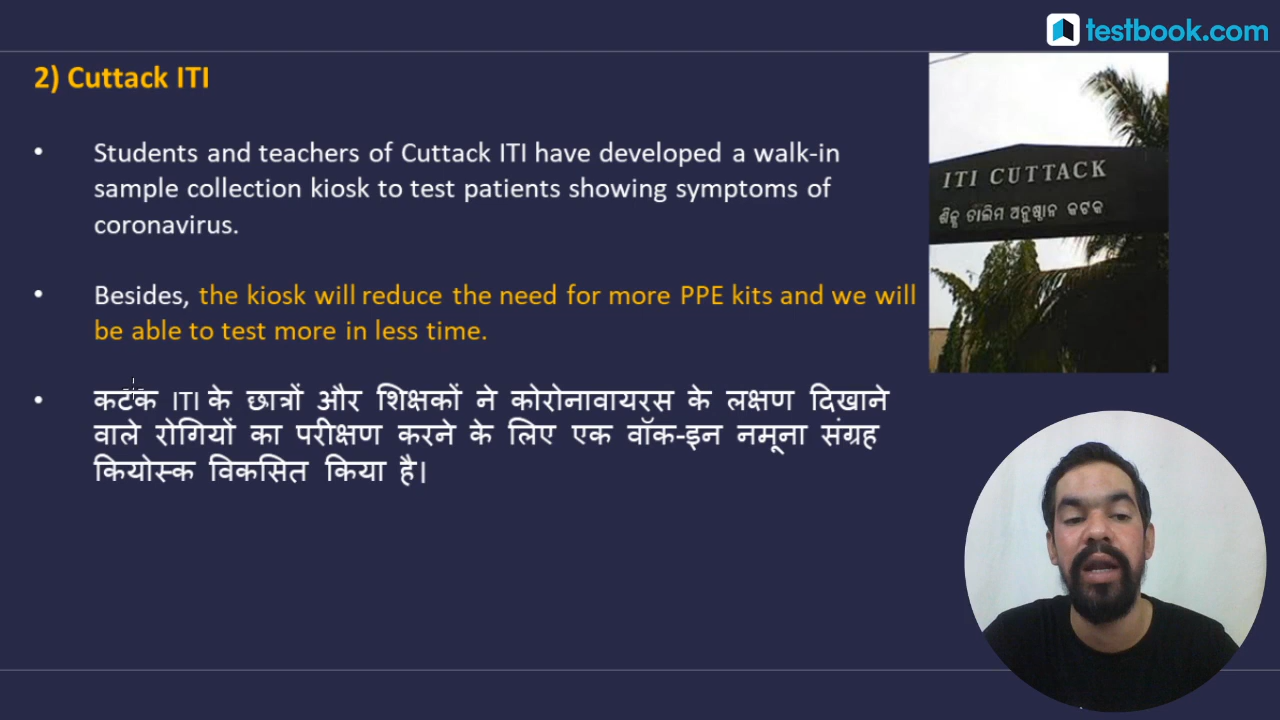 testbook.com
2) Cuttack ITI
• Students and teachers of Cuttack ITI have developed a walk-in
sample collection kiosk to test patients showing symptoms of
coronavirus.
• Besides, the kiosk will reduce the need for more PPE kits and we will
be able to test more in less time.
• कटक ITI के छात्रों और शिक्षकों ने कोरोनावायरस के लक्षण दिखाने
वाले रोगियों का परीक्षण करने के लिए एक वॉक-इन नमूना संग्रह
कियोस्क विकसित किया है।
ITI CUTTACK
ଶିଳ୍ପ ତାଲିମ ଅନୁଷ୍ଠାନ କଟକ